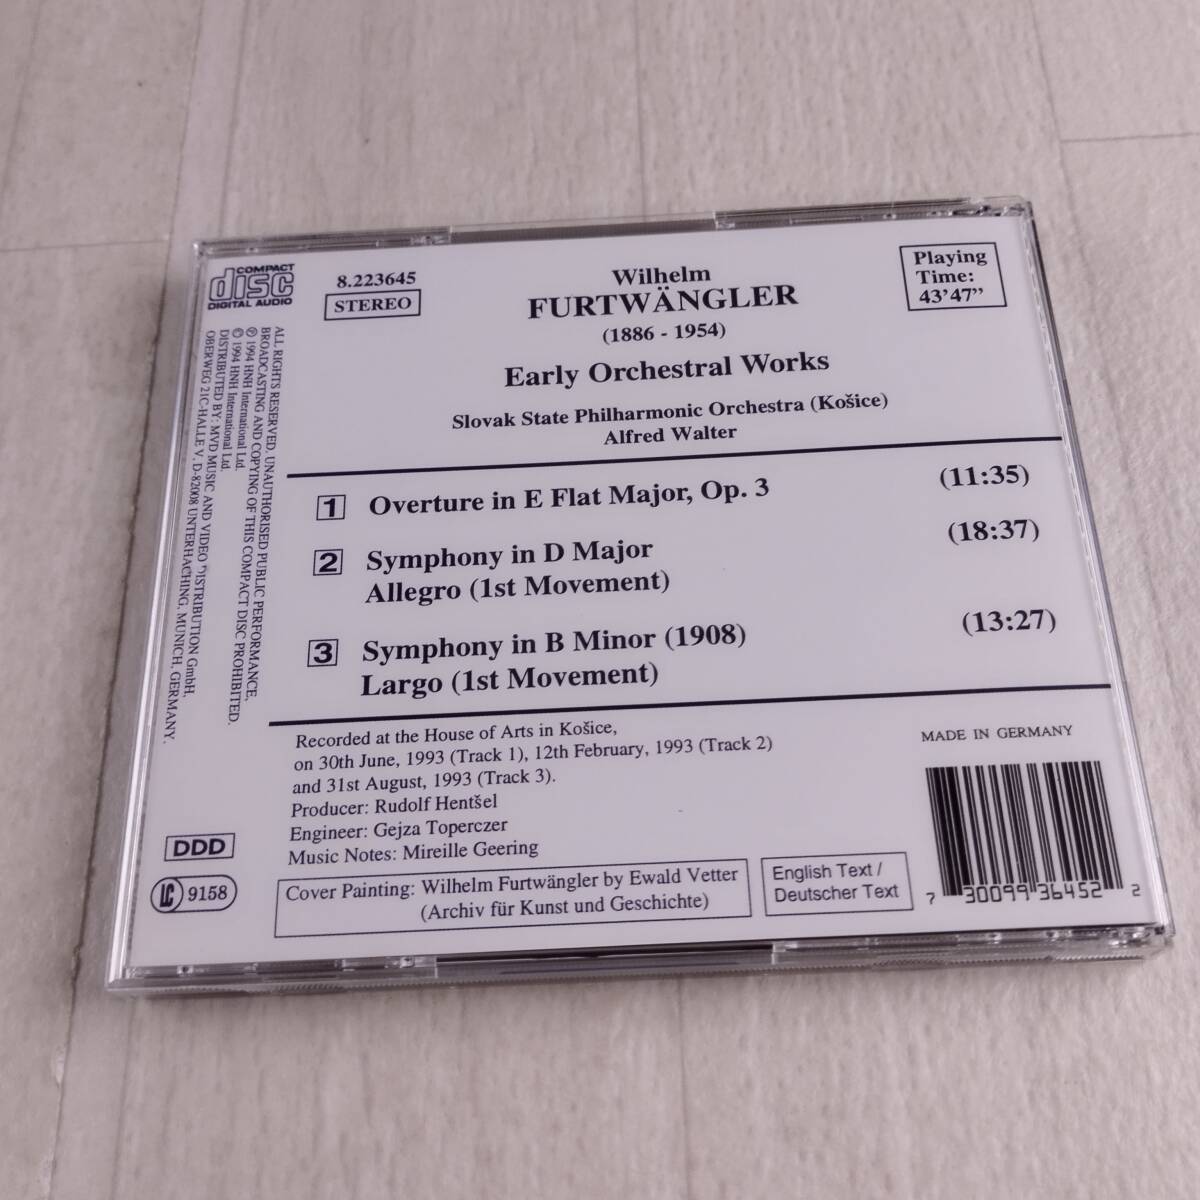 COMPACT
disc
DIGITAL AUDIO
8.223645
STEREO
Wilhelm
FURTWÄNGLER
(1886 - 1954)
Early Orchestral Works
Slovak State Philharmonic Orchestra (Košice)
Alfred Walter
Playing
Time:
43'47”
1 Overture in E Flat Major, Op. 3 (11:35)
2 Symphony in D Major (18:37)
Allegro (1st Movement)
3 Symphony in B Minor (1908) (13:27)
Largo (1st Movement)
Recorded at the House of Arts in Košice,
on 30th June, 1993 (Track 1), 12th February, 1993 (Track 2)
and 31st August, 1993 (Track 3).
Producer: Rudolf Hentšel
Engineer: Gejza Toperczer
Music Notes: Mireille Geering
Cover Painting: Wilhelm Furtwängler by Ewald Vetter
(Archiv für Kunst und Geschichte)
English Text /
Deutscher Text
MADE IN GERMANY
7 30099 36452 2
ALL RIGHTS RESERVED. UNAUTHORISED PUBLIC PERFORMANCE,
BROADCASTING AND COPYING OF THIS COMPACT DISC PROHIBITED.
℗ 1994 HNH International Ltd.
© 1994 HNH International Ltd.
DISTRIBUTED BY: MVD MUSIC AND VIDEO DISTRIBUTION GmbH,
OBERWEG 21C-HALLE V, D-82008 UNTERHACHING, MUNICH, GERMANY.
DDD
LC 9158